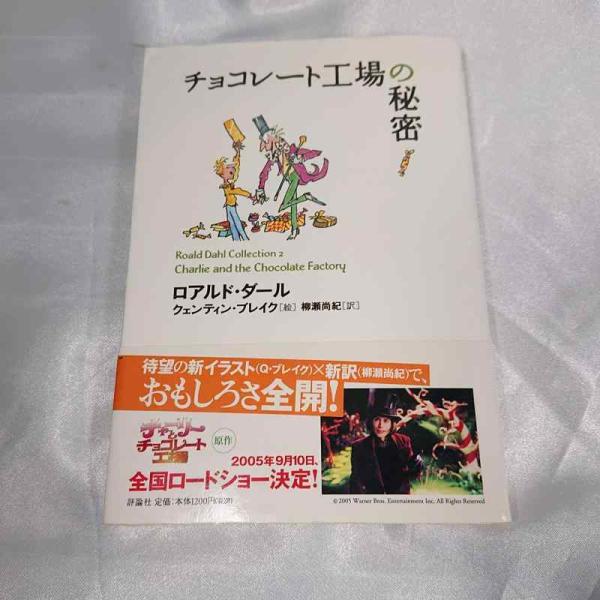 チョコレート工場の秘密
Roald Dahl Collection 2
Charlie and the Chocolate Factory
ロアルド・ダール
クェンティン・ブレイク[絵] 柳瀬尚紀[訳]
待望の新イラスト(Q・ブレイク)×新訳(柳瀬尚紀)で、
おもしろさ全開!
チャーリーと
チョコレート
工場
原作
2005年9月10日、
全国ロードショー決定!
評論社 定価:本体1200円(税別)
©2005 Warner Bros. Entertainment Inc. All Rights Reserved